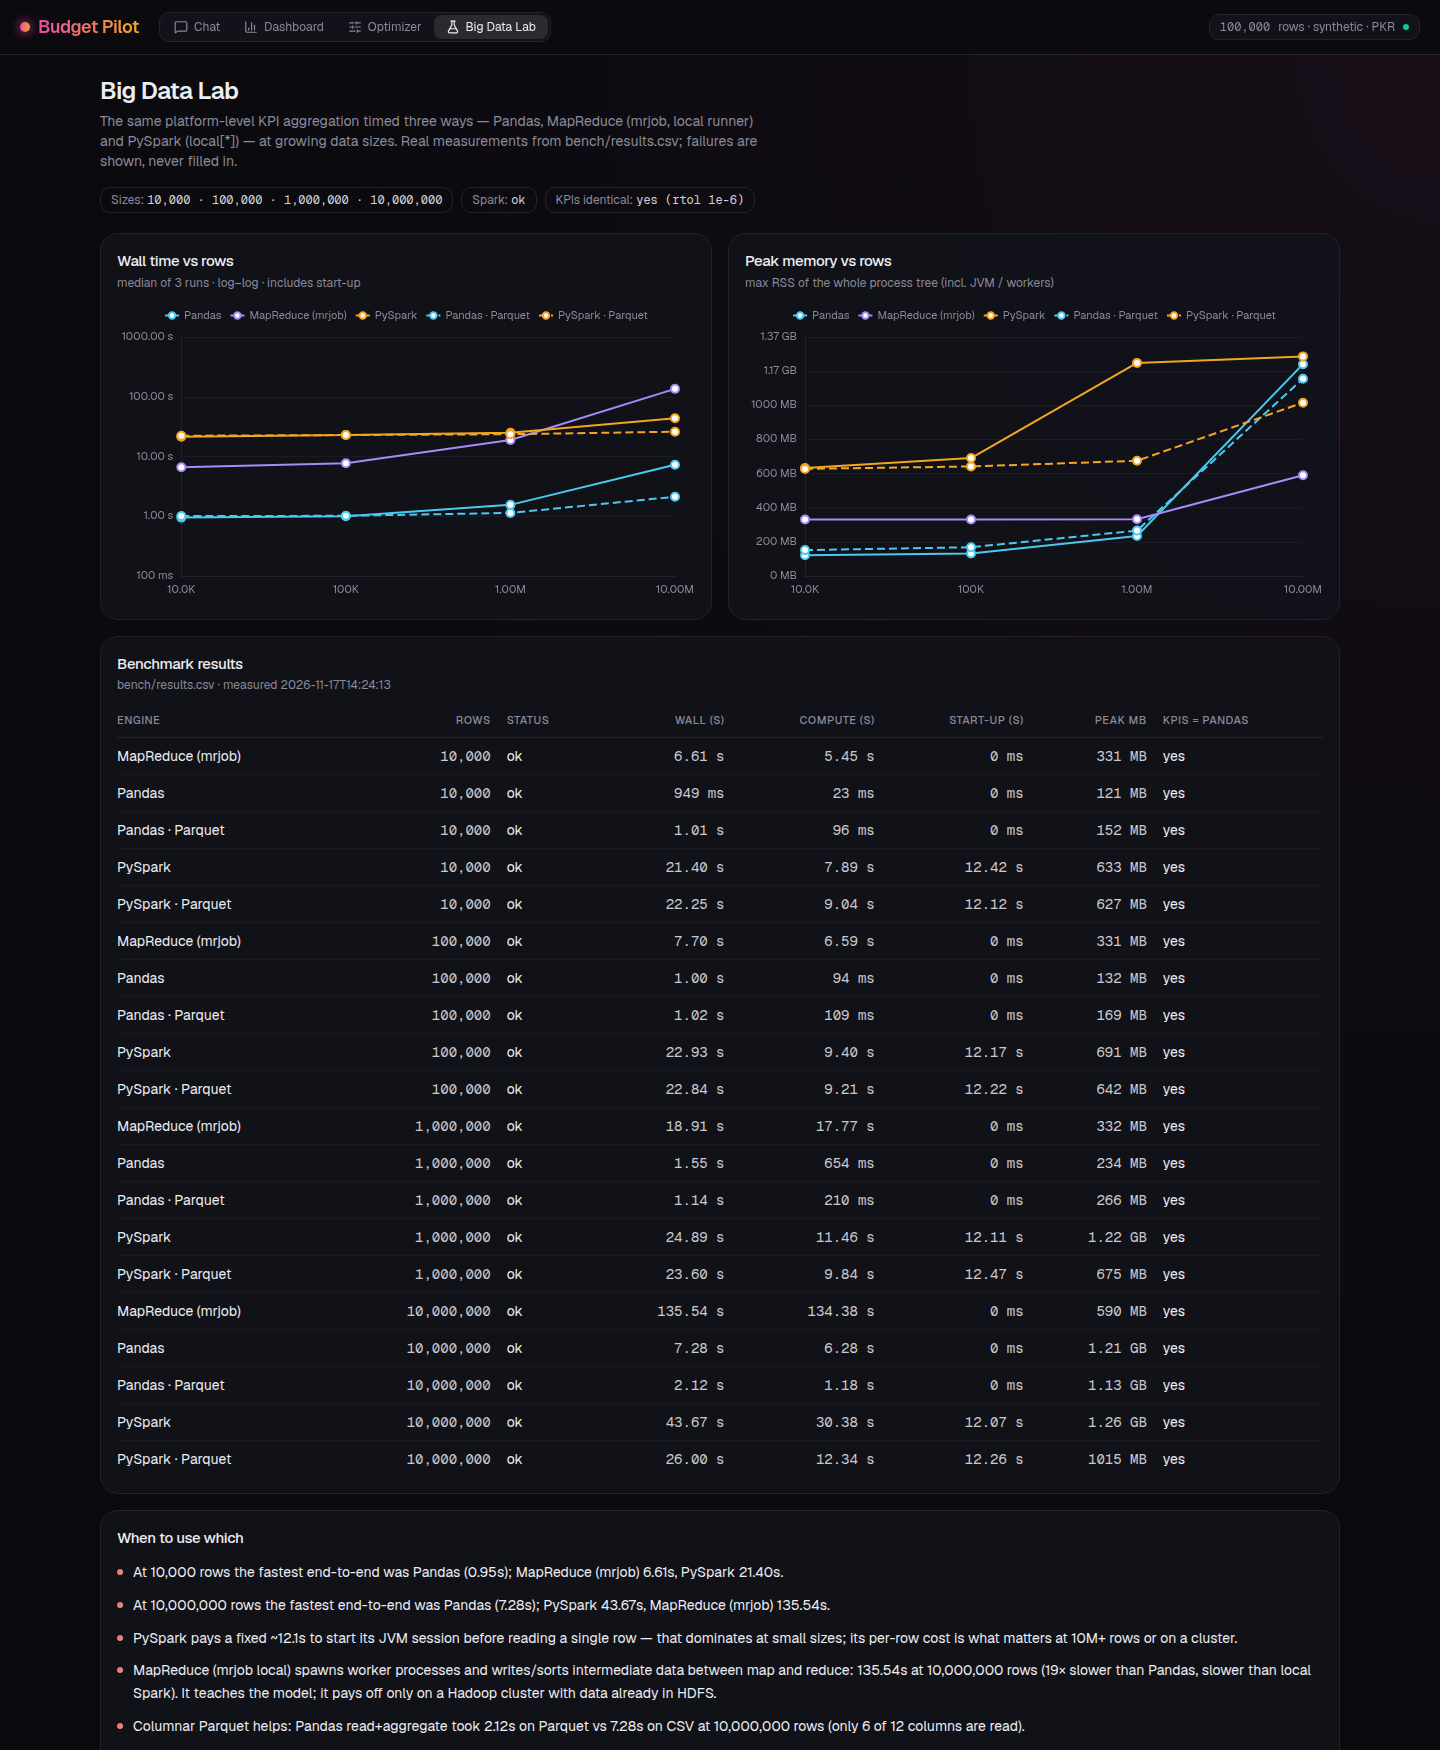 Budget Pilot
Chat
Dashboard
Optimizer
Big Data Lab
100,000 rows · synthetic · PKR
Big Data Lab
The same platform-level KPI aggregation timed three ways — Pandas, MapReduce (mrjob, local runner)
and PySpark (local[*]) — at growing data sizes. Real measurements from bench/results.csv; failures are
shown, never filled in.
Sizes: 10,000 · 100,000 · 1,000,000 · 10,000,000
Spark: ok
KPIs identical: yes (rtol 1e-6)
Wall time vs rows
median of 3 runs · log–log · includes start-up
Pandas MapReduce (mrjob) PySpark Pandas · Parquet PySpark · Parquet
1000.00 s
100.00 s
10.00 s
1.00 s
100 ms
10.0K 100K 1.00M 10.00M
Peak memory vs rows
max RSS of the whole process tree (incl. JVM / workers)
Pandas MapReduce (mrjob) PySpark Pandas · Parquet PySpark · Parquet
1.37 GB
1.17 GB
1000 MB
800 MB
600 MB
400 MB
200 MB
0 MB
10.0K 100K 1.00M 10.00M
Benchmark results
bench/results.csv · measured 2026-11-17T14:24:13
ENGINE ROWS STATUS WALL (S) COMPUTE (S) START-UP (S) PEAK MB KPIS = PANDAS
MapReduce (mrjob) 10,000 ok 6.61 s 5.45 s 0 ms 331 MB yes
Pandas 10,000 ok 949 ms 23 ms 0 ms 121 MB yes
Pandas · Parquet 10,000 ok 1.01 s 96 ms 0 ms 152 MB yes
PySpark 10,000 ok 21.40 s 7.89 s 12.42 s 633 MB yes
PySpark · Parquet 10,000 ok 22.25 s 9.04 s 12.12 s 627 MB yes
MapReduce (mrjob) 100,000 ok 7.70 s 6.59 s 0 ms 331 MB yes
Pandas 100,000 ok 1.00 s 94 ms 0 ms 132 MB yes
Pandas · Parquet 100,000 ok 1.02 s 109 ms 0 ms 169 MB yes
PySpark 100,000 ok 22.93 s 9.40 s 12.17 s 691 MB yes
PySpark · Parquet 100,000 ok 22.84 s 9.21 s 12.22 s 642 MB yes
MapReduce (mrjob) 1,000,000 ok 18.91 s 17.77 s 0 ms 332 MB yes
Pandas 1,000,000 ok 1.55 s 654 ms 0 ms 234 MB yes
Pandas · Parquet 1,000,000 ok 1.14 s 210 ms 0 ms 266 MB yes
PySpark 1,000,000 ok 24.89 s 11.46 s 12.11 s 1.22 GB yes
PySpark · Parquet 1,000,000 ok 23.60 s 9.84 s 12.47 s 675 MB yes
MapReduce (mrjob) 10,000,000 ok 135.54 s 134.38 s 0 ms 590 MB yes
Pandas 10,000,000 ok 7.28 s 6.28 s 0 ms 1.21 GB yes
Pandas · Parquet 10,000,000 ok 2.12 s 1.18 s 0 ms 1.13 GB yes
PySpark 10,000,000 ok 43.67 s 30.38 s 12.07 s 1.26 GB yes
PySpark · Parquet 10,000,000 ok 26.00 s 12.34 s 12.26 s 1015 MB yes
When to use which
At 10,000 rows the fastest end-to-end was Pandas (0.95s); MapReduce (mrjob) 6.61s, PySpark 21.40s.
At 10,000,000 rows the fastest end-to-end was Pandas (7.28s); PySpark 43.67s, MapReduce (mrjob) 135.54s.
PySpark pays a fixed ~12.1s to start its JVM session before reading a single row — that dominates at small sizes; its per-row cost is what matters at 10M+ rows or on a cluster.
MapReduce (mrjob local) spawns worker processes and writes/sorts intermediate data between map and reduce: 135.54s at 10,000,000 rows (19× slower than Pandas, slower than local
Spark). It teaches the model; it pays off only on a Hadoop cluster with data already in HDFS.
Columnar Parquet helps: Pandas read+aggregate took 2.12s on Parquet vs 7.28s on CSV at 10,000,000 rows (only 6 of 12 columns are read).